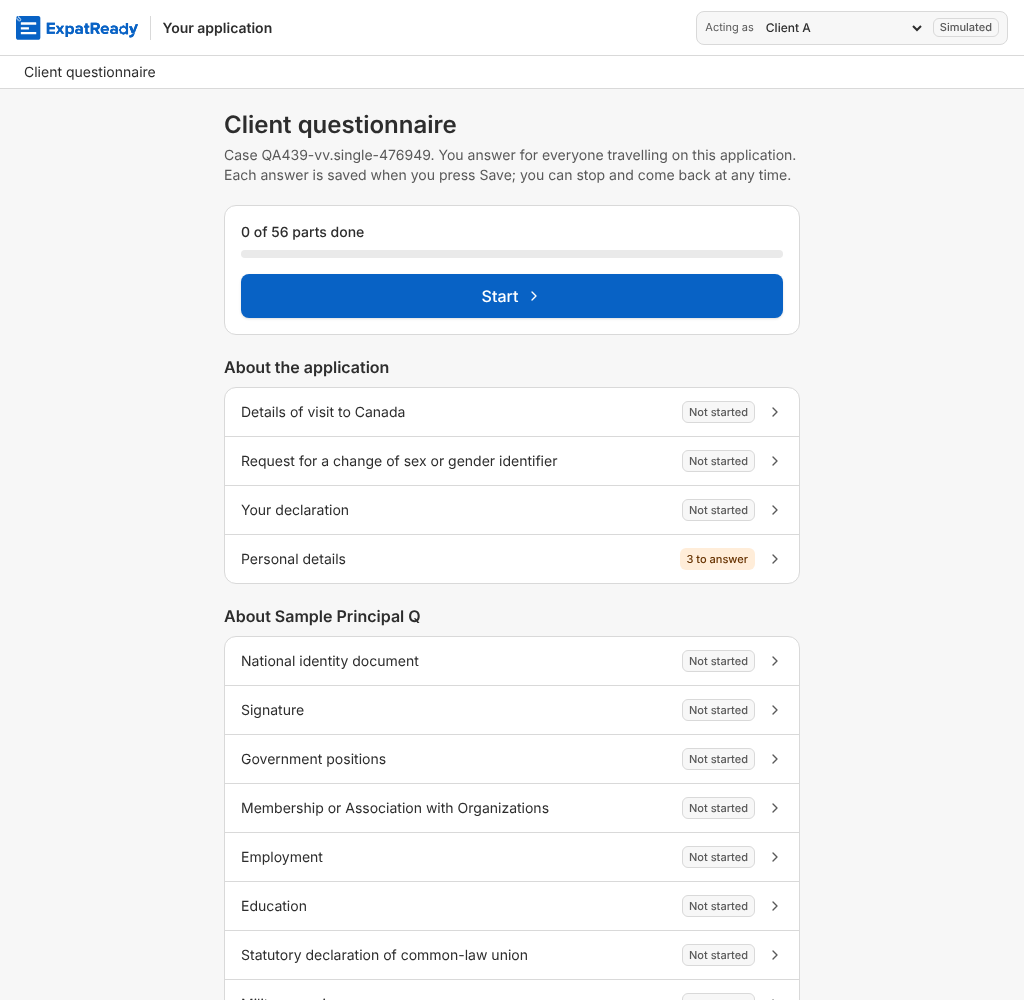 ExpatReady
Your application
Acting as Client A Simulated
Client questionnaire
Client questionnaire
Case QA439-vv.single-476949. You answer for everyone travelling on this application.
Each answer is saved when you press Save; you can stop and come back at any time.
0 of 56 parts done
Start
About the application
Details of visit to Canada Not started
Request for a change of sex or gender identifier Not started
Your declaration Not started
Personal details 3 to answer
About Sample Principal Q
National identity document Not started
Signature Not started
Government positions Not started
Membership or Association with Organizations Not started
Employment Not started
Education Not started
Statutory declaration of common-law union Not started